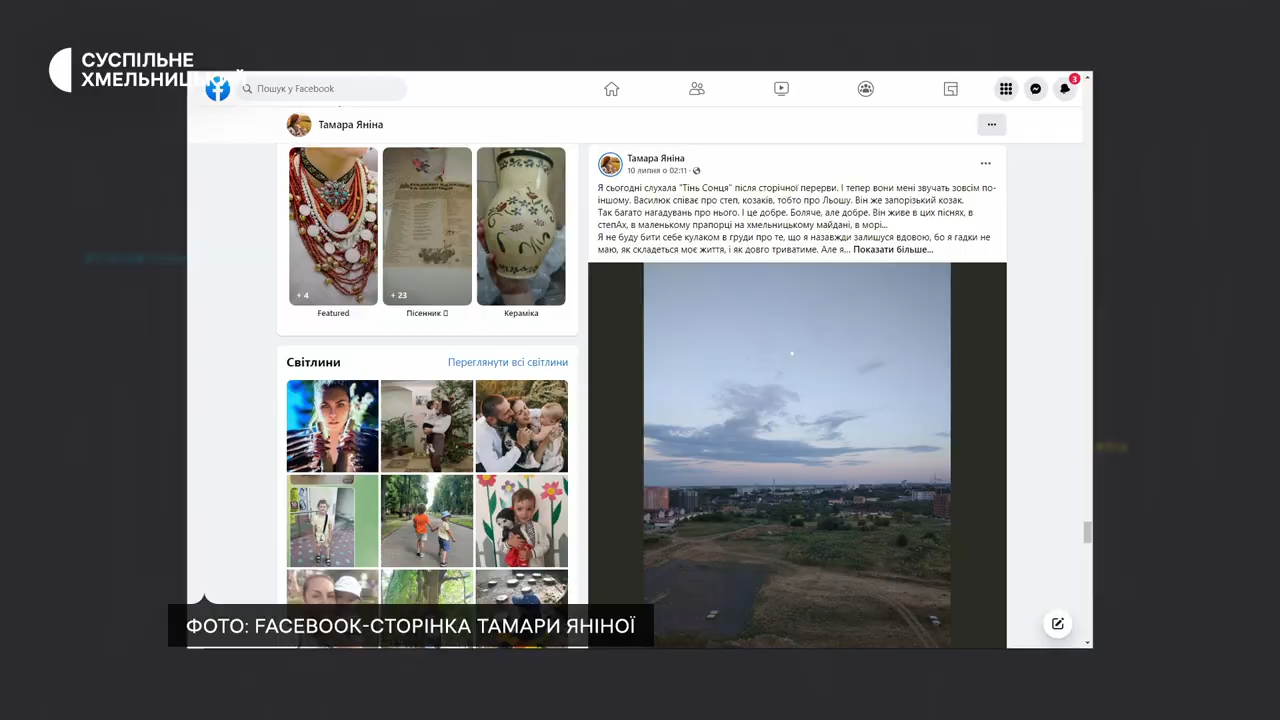 СУСПІЛЬНЕ
ХМЕЛЬНИЦЬКИЙ
Пошук у Facebook
3
Тамара Яніна
+ 4
+ 23
Featured
Пісенник
Кераміка
Світлини
Переглянути всі світлини
Тамара Яніна
10 липня о 02:11 ·
Я сьогодні слухала "Тінь Сонця" після сторічної перерви. І тепер вони мені звучать зовсім по-
іншому. Василюк співає про степ, козаків, тобто про Льошу. Він же запорізький козак.
Так багато нагадувань про нього. І це добре. Боляче, але добре. Він живе в цих піснях, в
степАх, в маленькому прапорці на хмельницькому майдані, в морі...
Я не буду бити себе кулаком в груди про те, що я назавжди залишуся вдовою, бо я гадки не
маю, як складеться моє життя, і як довго триватиме. Але я... Показати більше...
ФОТО: FACEBOOK-СТОРІНКА ТАМАРИ ЯНІНОЇ